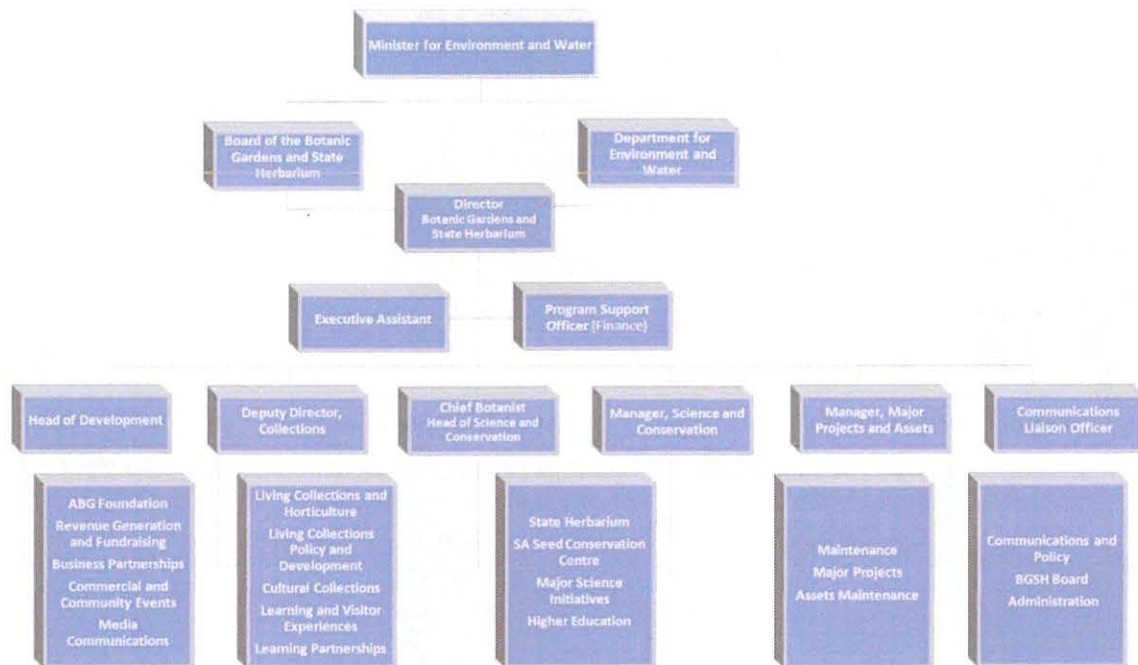 Minister for Environment and Water
Board of the Botanic
Gardens and State
Herbarium
Department for
Environment and
Water
Director
Botanic Gardens and
State Herbarium
Executive Assistant
Program Support
Officer (Finance)
Head of Development
Deputy Director,
Collections
Chief Botanist
Head of Science and
Conservation
Manager, Science and
Conservation
Manager, Major
Projects and Assets
Communications
Liaison Officer
ABG Foundation
Revenue Generation
and Fundraising
Business Partnerships
Commercial and
Community Events
Media
Communications
Living Collections and
Horticulture
Living Collections
Policy and
Development
Cultural Collections
Learning and Visitor
Experiences
Learning Partnerships
State Herbarium
SA Seed Conservation
Centre
Major Science
Initiatives
Higher Education
Maintenance
Major Projects
Assets Maintenance
Communications and
Policy
BGSH Board
Administration